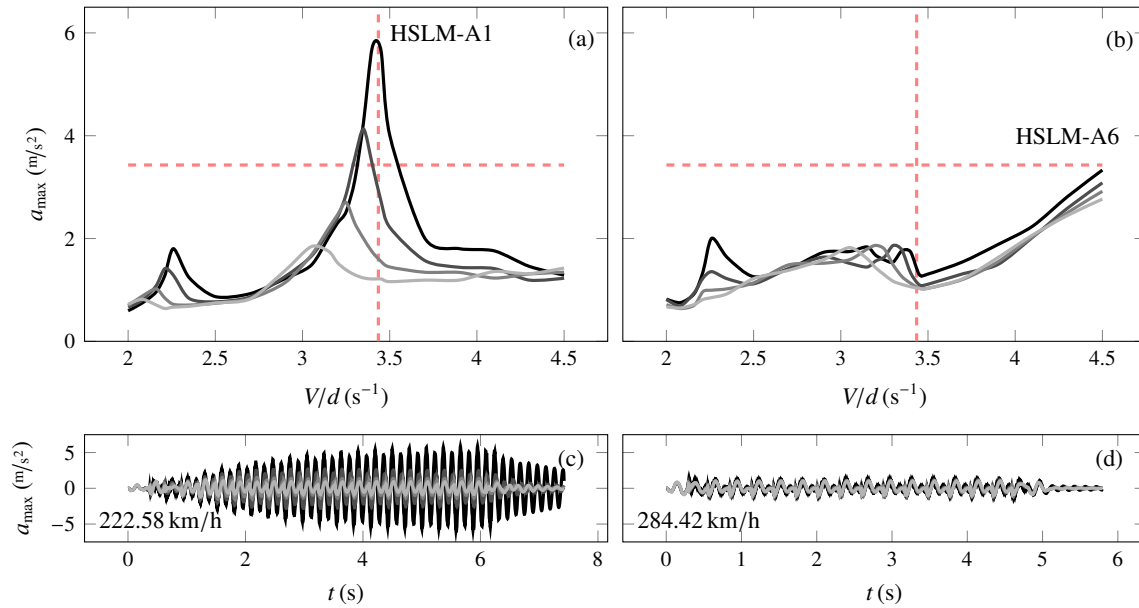 (a)
HSLM-A1
6
4
2
0
a_max (m/s²)
2
2.5
3
3.5
4
4.5
V/d (s⁻¹)
(b)
HSLM-A6
2
2.5
3
3.5
4
4.5
V/d (s⁻¹)
(c)
5
0
−5
a_max (m/s²)
222.58 km/h
0
2
4
6
8
t (s)
(d)
284.42 km/h
0
1
2
3
4
5
6
t (s)